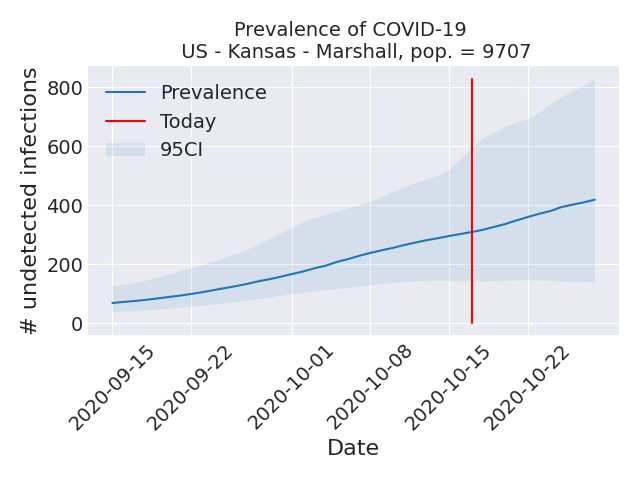 Prevalence of COVID-19
US - Kansas - Marshall, pop. = 9707
# undetected infections
800
600
400
200
0
Prevalence
Today
95CI
2020-09-15
2020-09-22
2020-10-01
2020-10-08
2020-10-15
2020-10-22
Date